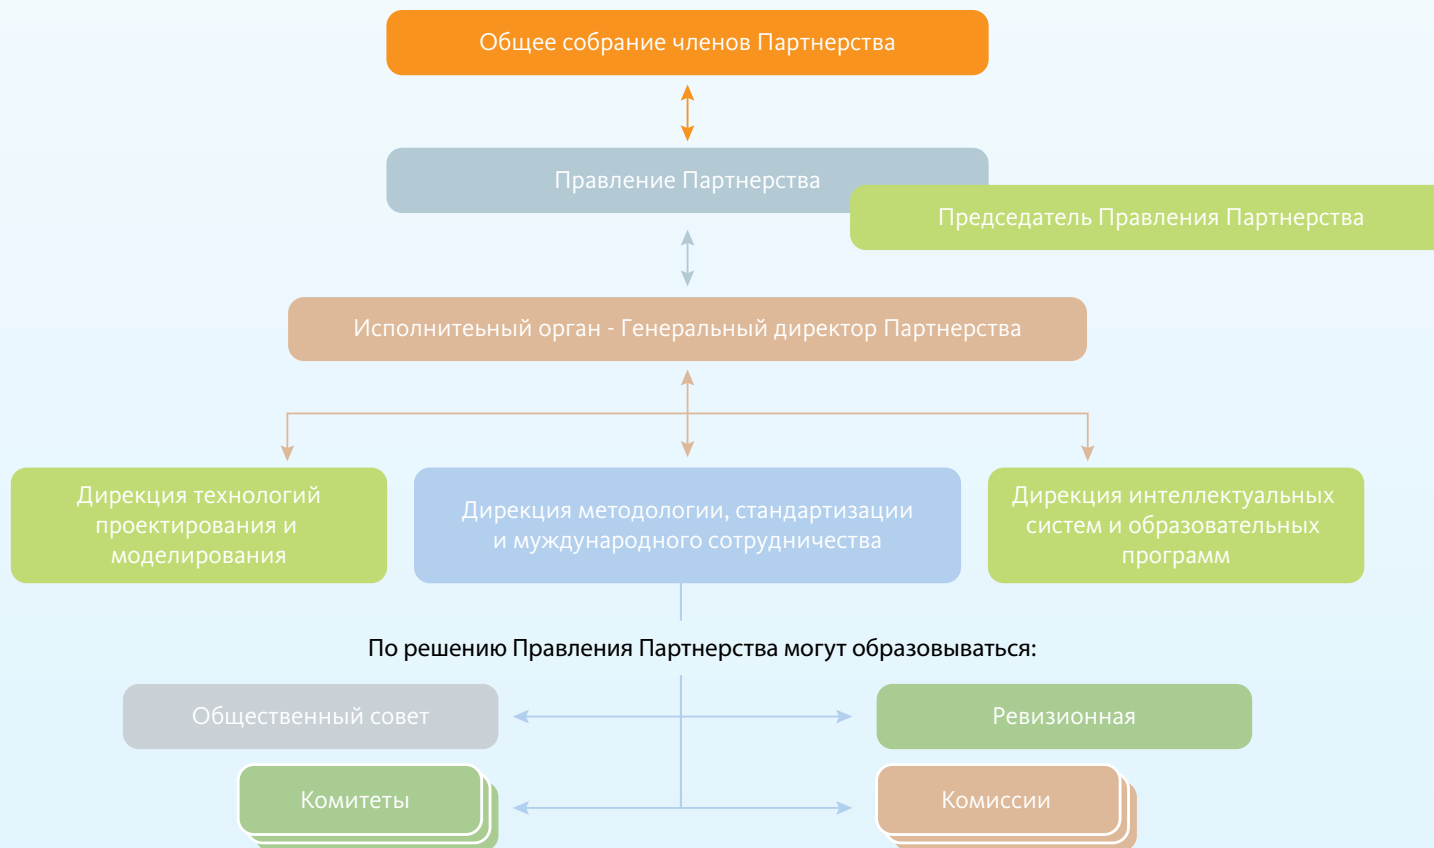 Общее собрание членов Партнерства
Правление Партнерства
Председатель Правления Партнерства
Исполнитеьный орган - Генеральный директор Партнерства
Дирекция технологий
проектирования и
моделирования
Дирекция методологии, стандартизации
и муждународного сотрудничества
Дирекция интеллектуальных
систем и образовательных
программ
По решению Правления Партнерства могут образовываться:
Общественный совет
Ревизионная
Комитеты
Комиссии